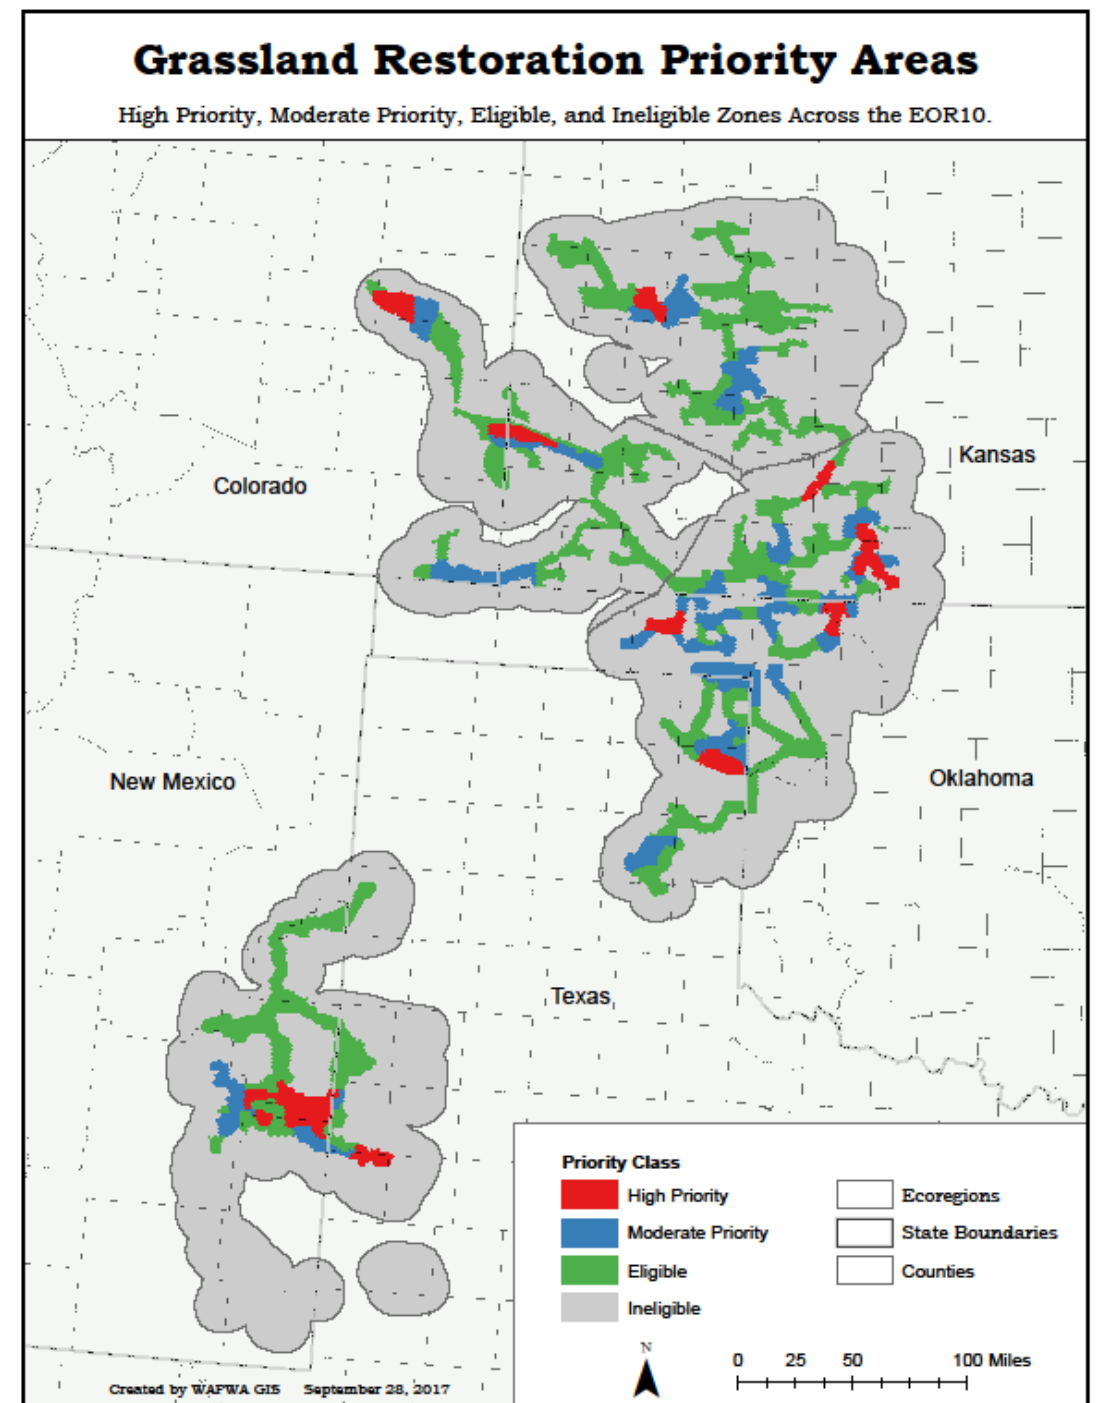 Grassland Restoration Priority Areas
High Priority, Moderate Priority, Eligible, and Ineligible Zones Across the EOR10.
Kansas
Colorado
New Mexico
Oklahoma
Texas
Priority Class
High Priority
Moderate Priority
Eligible
Ineligible
Ecoregions
State Boundaries
Counties
N
0 25 50 100 Miles
Created by WAFWA GIS September 28, 2017